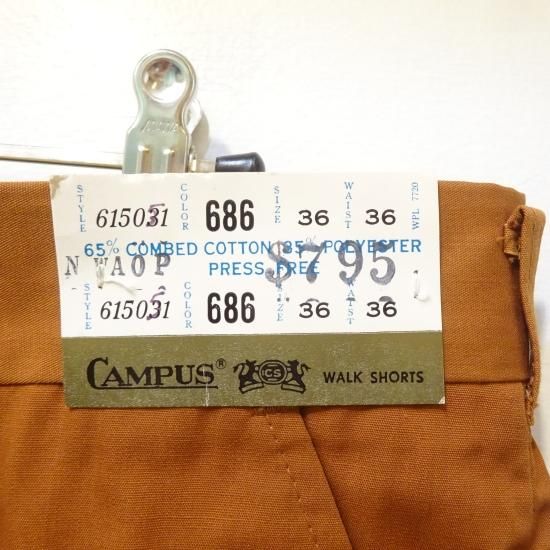 STYLE 615031 COLOR 686 SIZE 36 WAIST 36 WPL 7720
65% COMBED COTTON, 35% POLYESTER
N WAOP PRESS FREE $7 95
STYLE 615031 COLOR 686 SIZE 36 WAIST 36
CAMPUS® CS WALK SHORTS